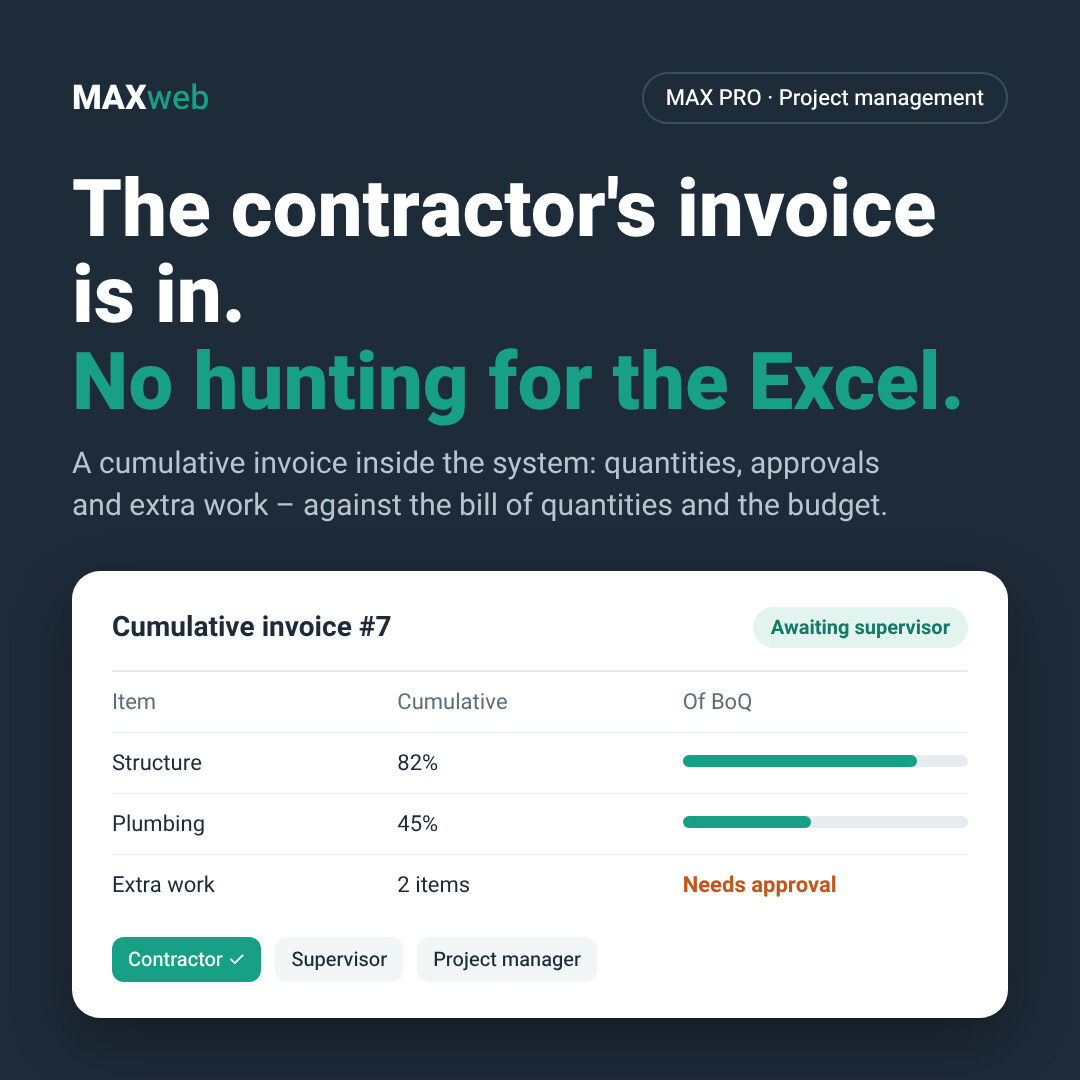 MAXweb
MAX PRO · Project management
The contractor's invoice
is in.
No hunting for the Excel.
A cumulative invoice inside the system: quantities, approvals
and extra work – against the bill of quantities and the budget.
Cumulative invoice #7
Awaiting supervisor
Item Cumulative Of BoQ
Structure 82%
Plumbing 45%
Extra work 2 items Needs approval
Contractor ✓ Supervisor Project manager